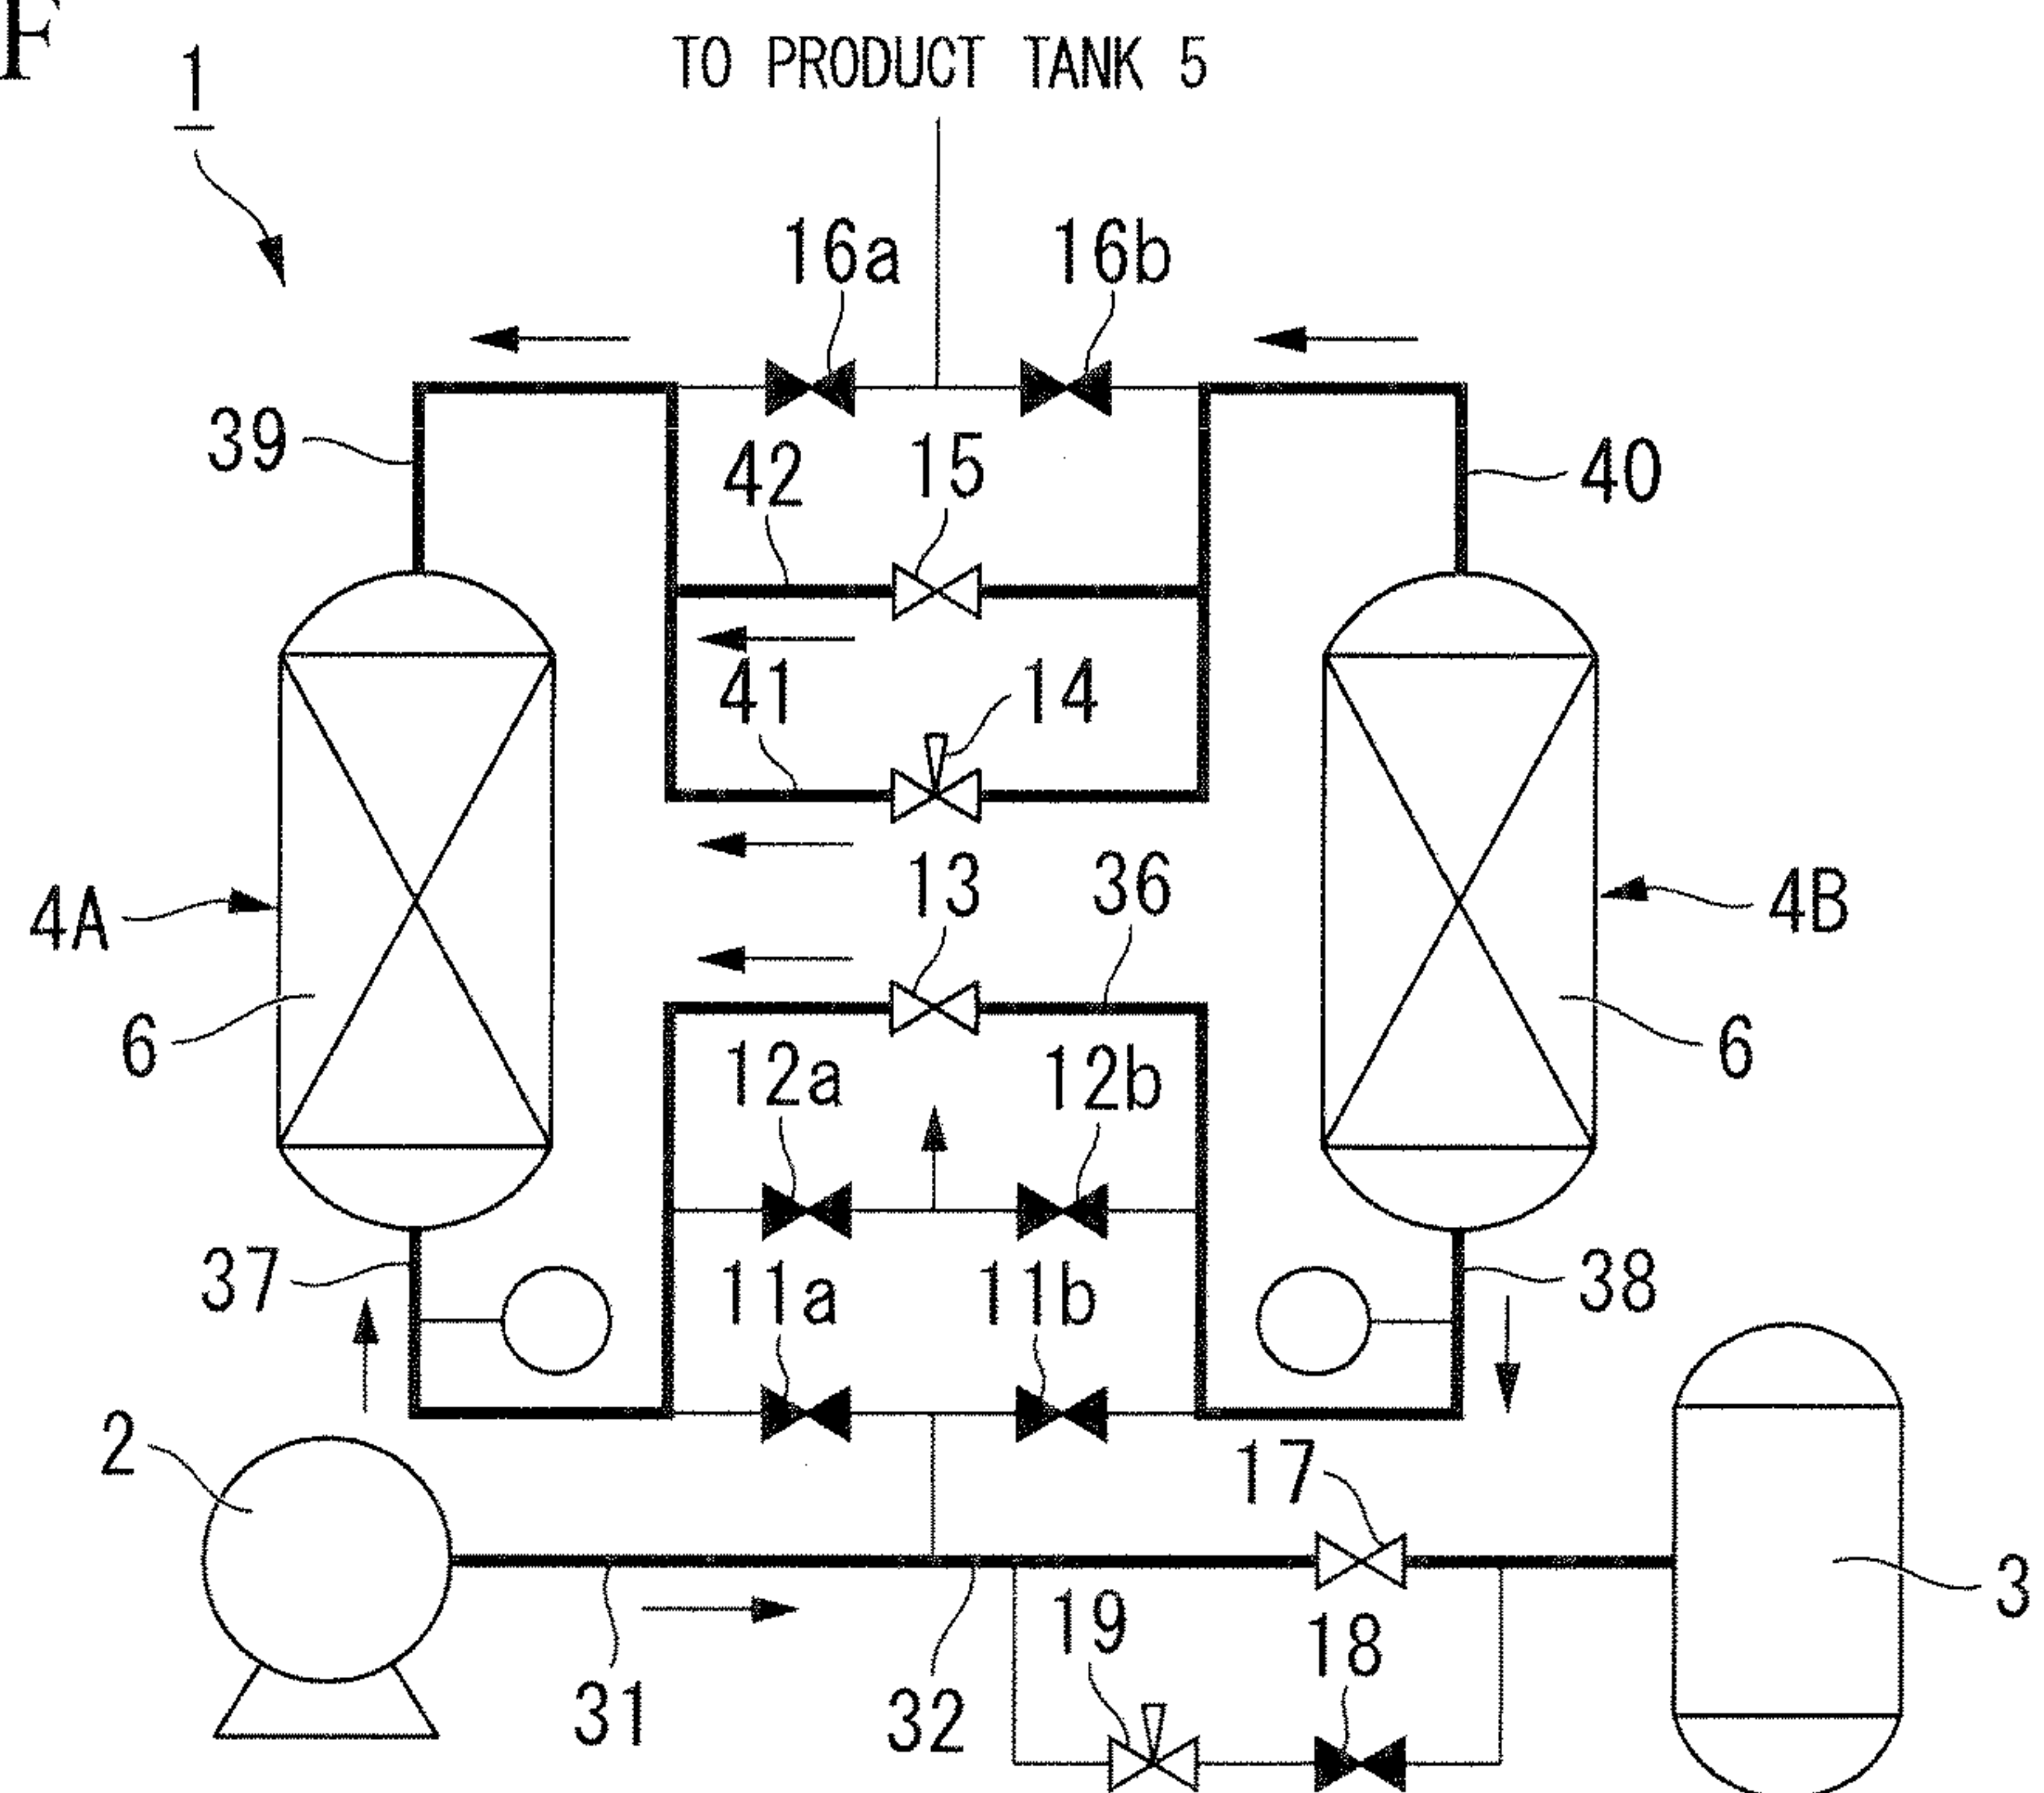 F
1
TO PRODUCT TANK 5
16a 16b
39 42 15 40
41 14
13 36
4A 4B
6 12a 12b 6
37 11a 11b 38
2 17
19 18 3
31 32